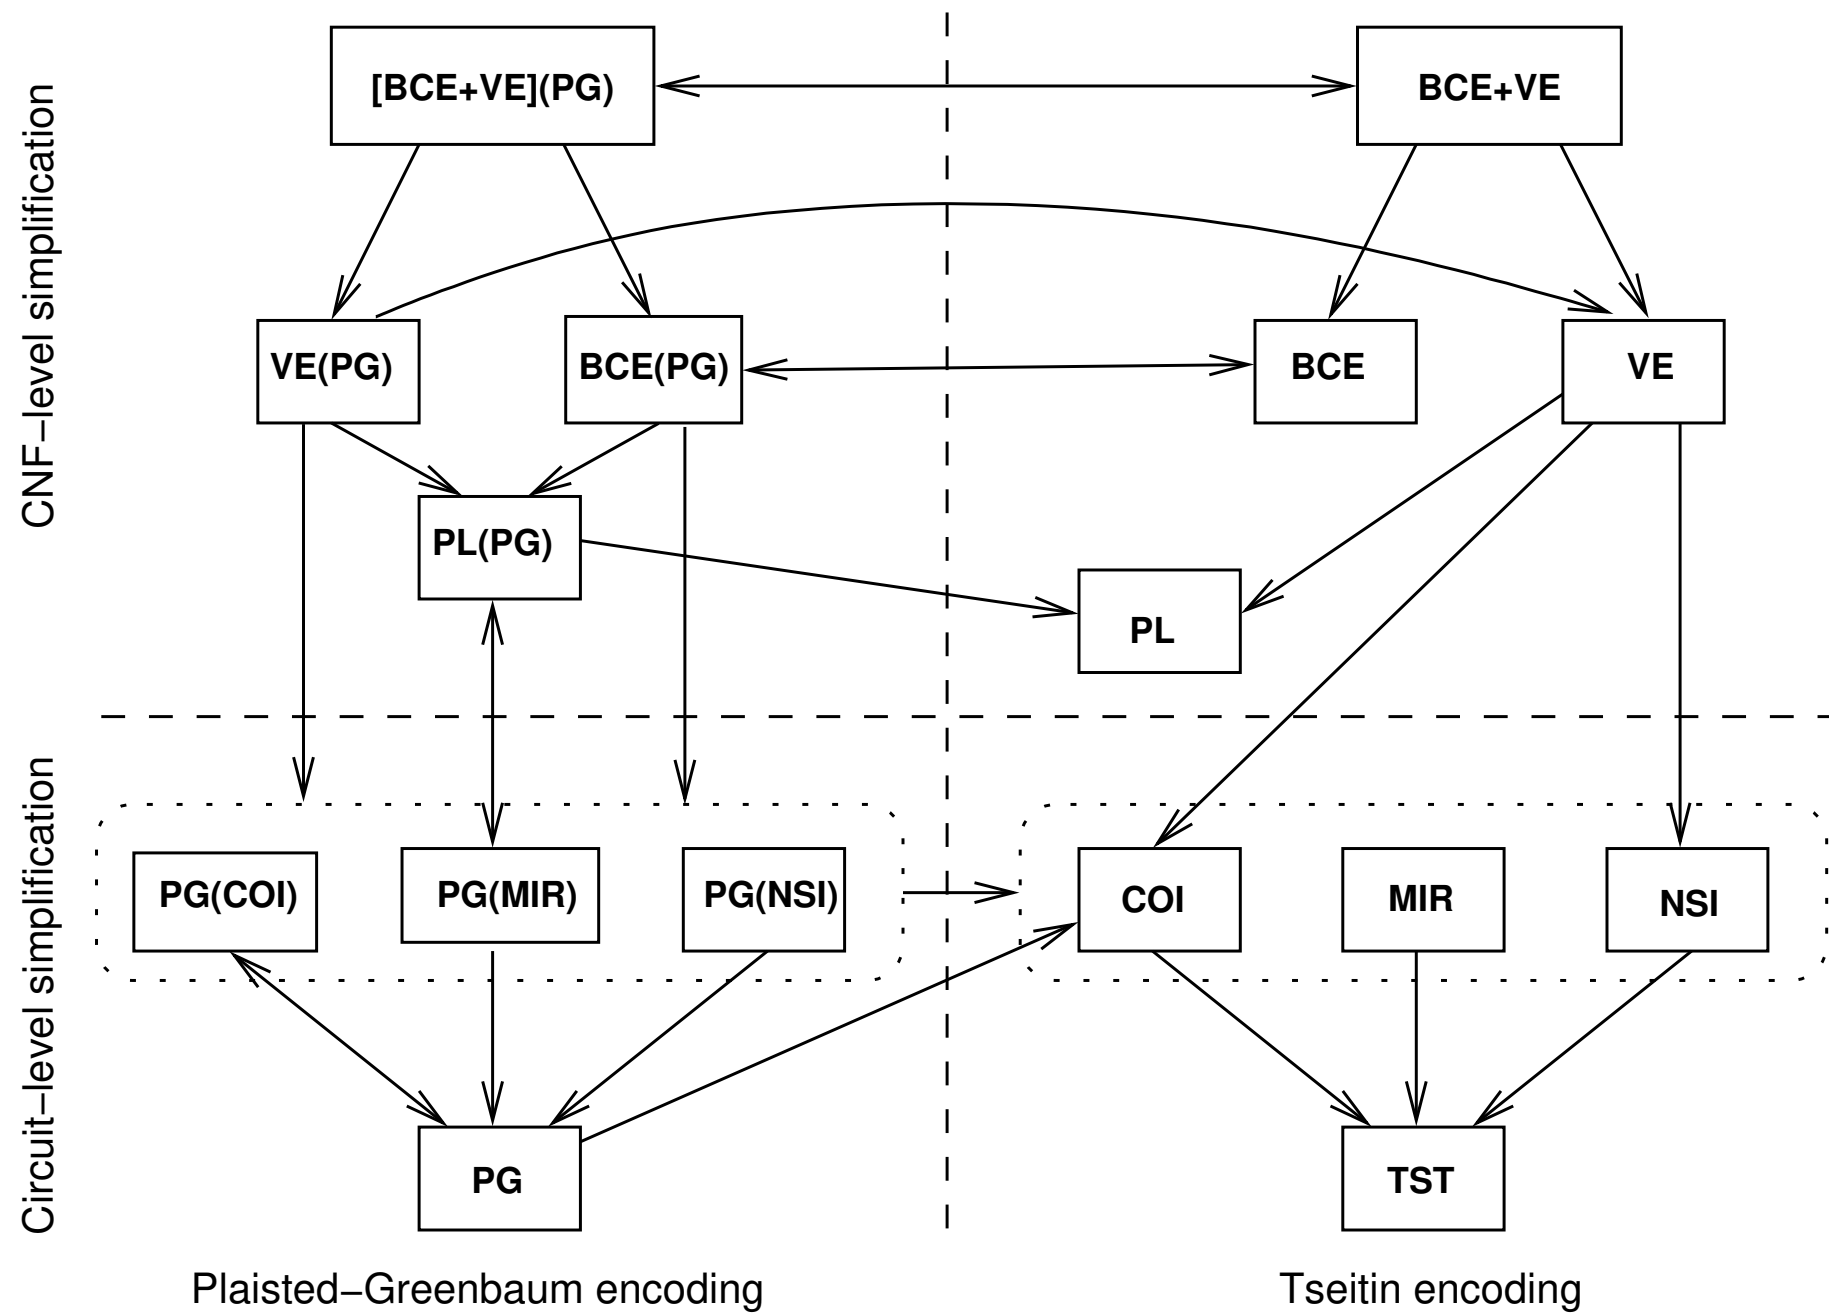 [BCE+VE](PG)
BCE+VE
CNF–level simplification
VE(PG)
BCE(PG)
BCE
VE
PL(PG)
PL
Circuit–level simplification
PG(COI)
PG(MIR)
PG(NSI)
COI
MIR
NSI
PG
TST
Plaisted–Greenbaum encoding
Tseitin encoding